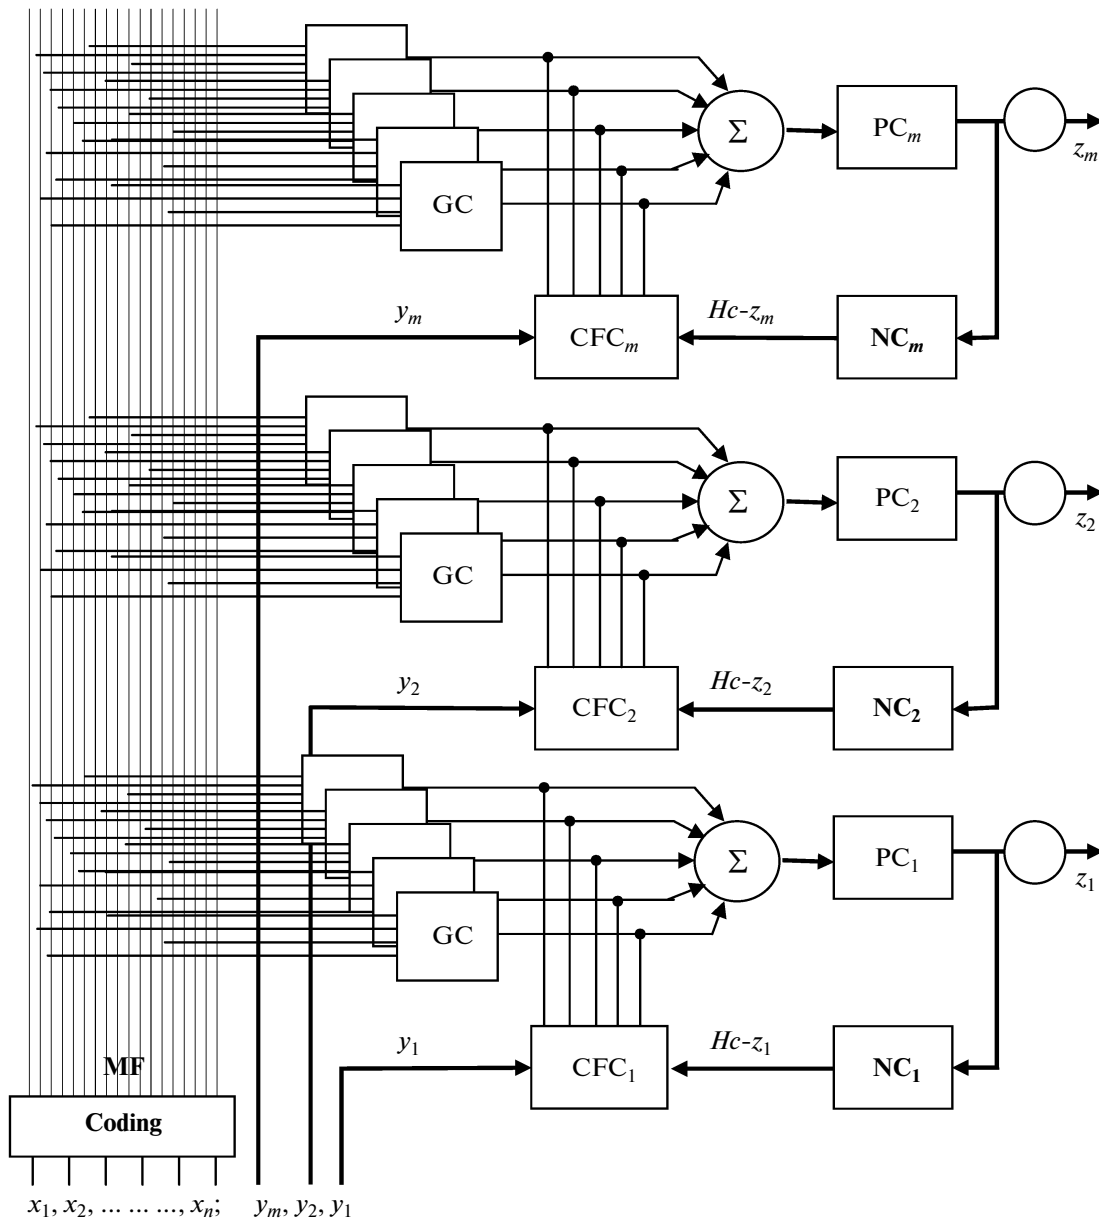 Σ
PCₘ
zₘ
GC
yₘ
Hc-zₘ
CFCₘ
NCₘ
Σ
PC₂
z₂
GC
y₂
Hc-z₂
CFC₂
NC₂
Σ
PC₁
z₁
GC
y₁
Hc-z₁
CFC₁
NC₁
MF
Coding
x₁, x₂, ... ... ..., xₙ; yₘ, y₂, y₁